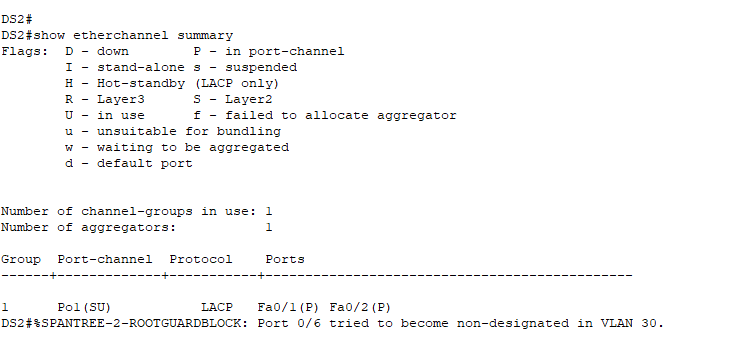 DS2#
DS2#show etherchannel summary
Flags:  D - down        P - in port-channel
        I - stand-alone s - suspended
        H - Hot-standby (LACP only)
        R - Layer3      S - Layer2
        U - in use      f - failed to allocate aggregator
        u - unsuitable for bundling
        w - waiting to be aggregated
        d - default port
Number of channel-groups in use: 1
Number of aggregators:           1
Group  Port-channel  Protocol    Ports
------+-------------+-----------+----------------------------------------------
1      Po1(SU)           LACP   Fa0/1(P) Fa0/2(P)
DS2#%SPANTREE-2-ROOTGUARDBLOCK: Port 0/6 tried to become non-designated in VLAN 30.